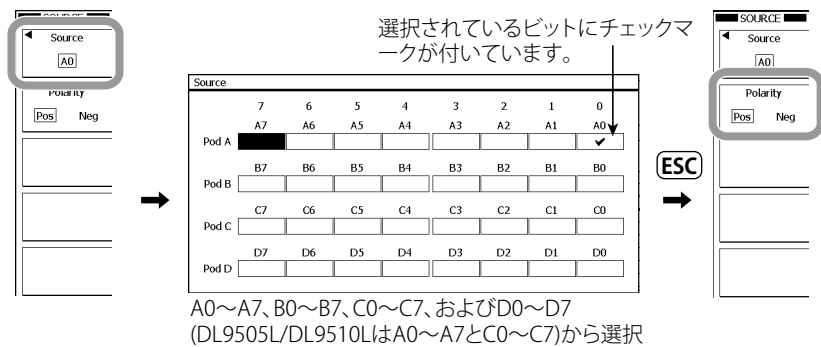 SOURCE
Source
A0
Polarity
Pos Neg
選択されているビットにチェックマ
ークが付いています。
Source
7 6 5 4 3 2 1 0
A7 A6 A5 A4 A3 A2 A1 A0
Pod A
B7 B6 B5 B4 B3 B2 B1 B0
Pod B
C7 C6 C5 C4 C3 C2 C1 C0
Pod C
D7 D6 D5 D4 D3 D2 D1 D0
Pod D
A0～A7、B0～B7、C0～C7、およびD0～D7
(DL9505L/DL9510LはA0～A7とC0～C7)から選択
ESC
SOURCE
Source
A0
Polarity
Pos Neg